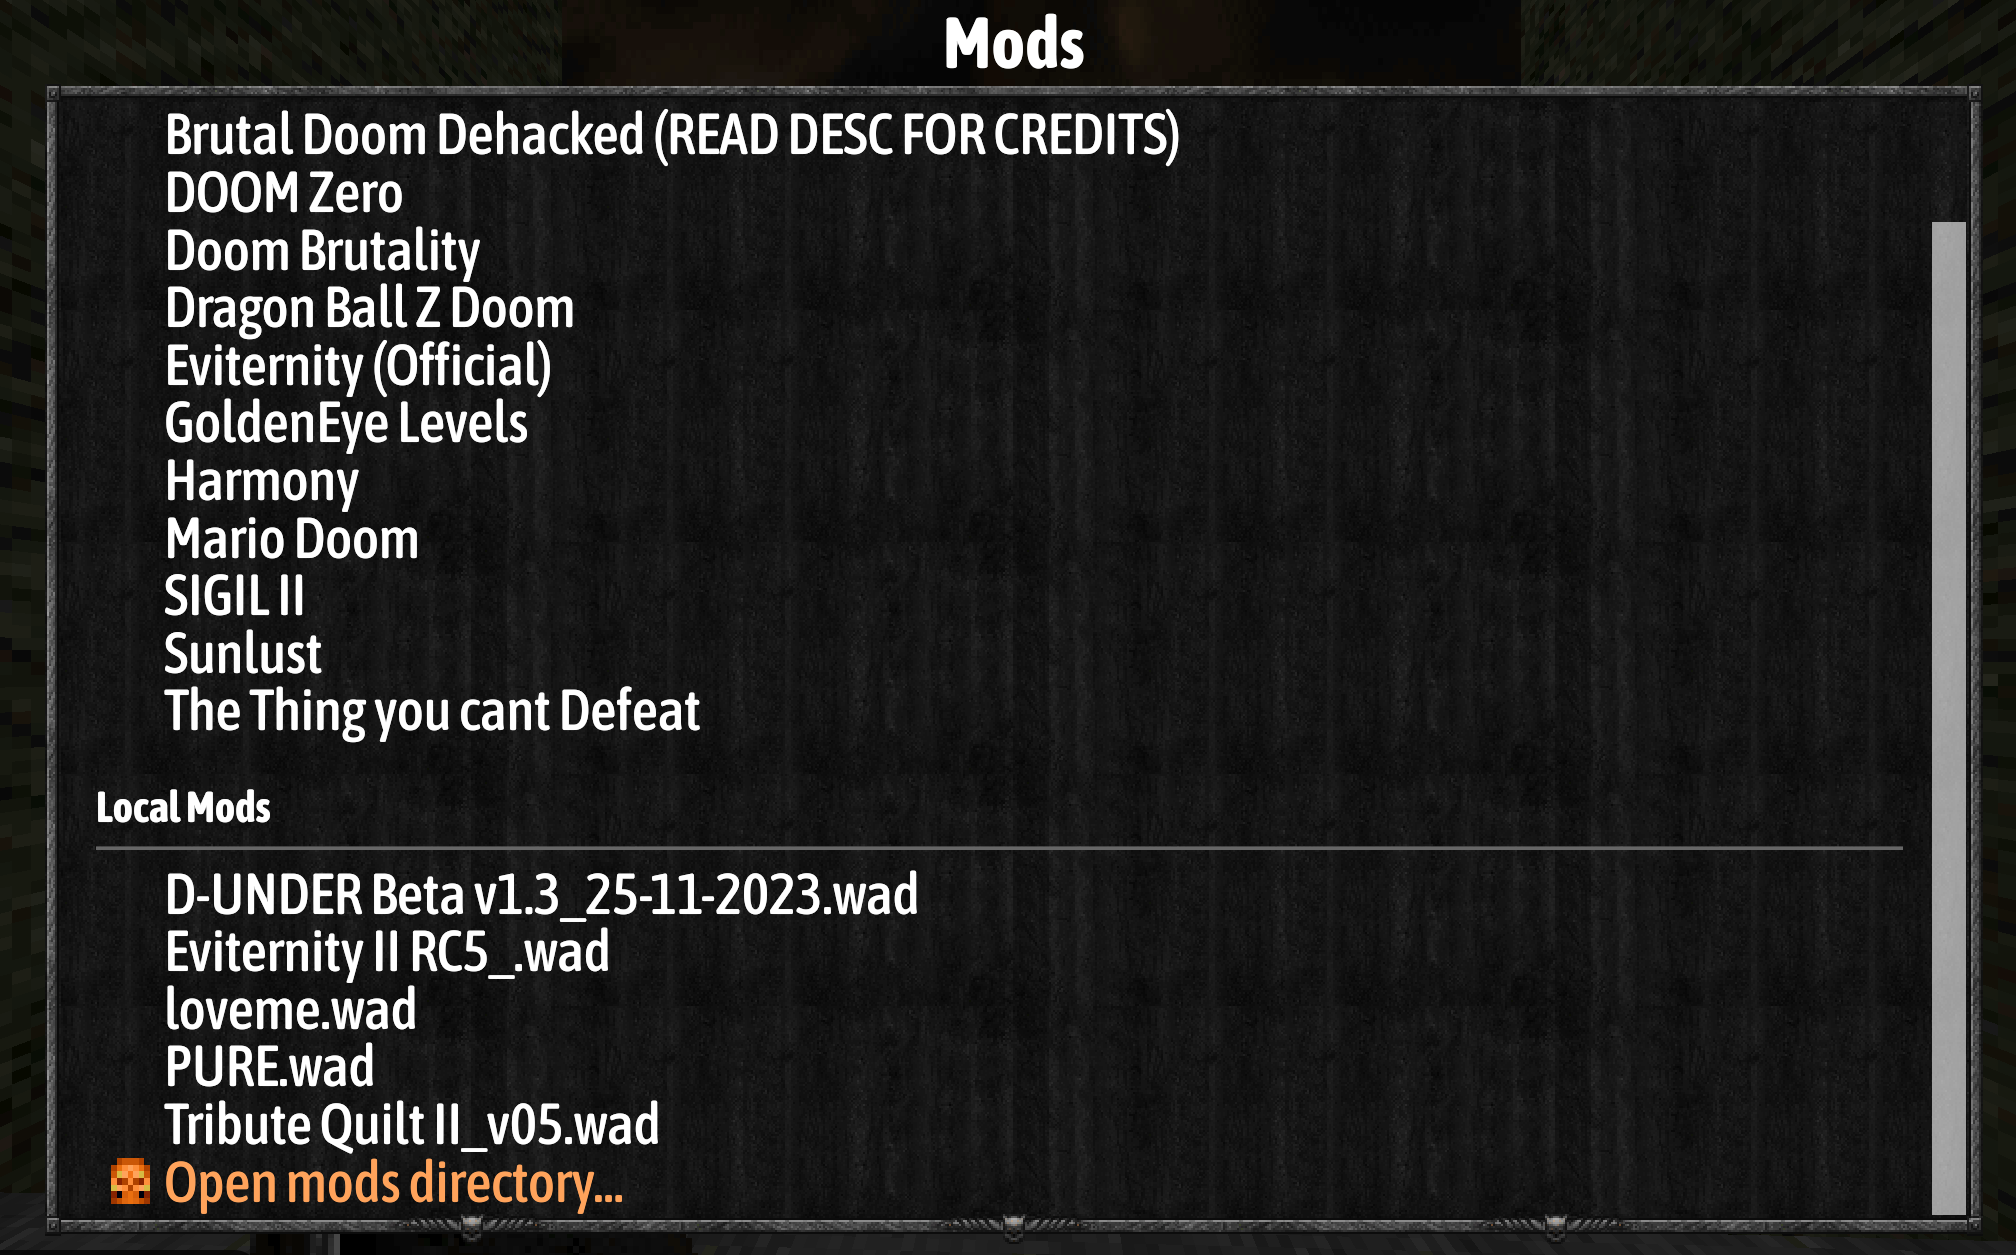 Mods
Brutal Doom Dehacked (READ DESC FOR CREDITS)
DOOM Zero
Doom Brutality
Dragon Ball Z Doom
Eviternity (Official)
GoldenEye Levels
Harmony
Mario Doom
SIGIL II
Sunlust
The Thing you cant Defeat
Local Mods
D-UNDER Beta v1.3_25-11-2023.wad
Eviternity II RC5_.wad
loveme.wad
PURE.wad
Tribute Quilt II_v05.wad
Open mods directory...